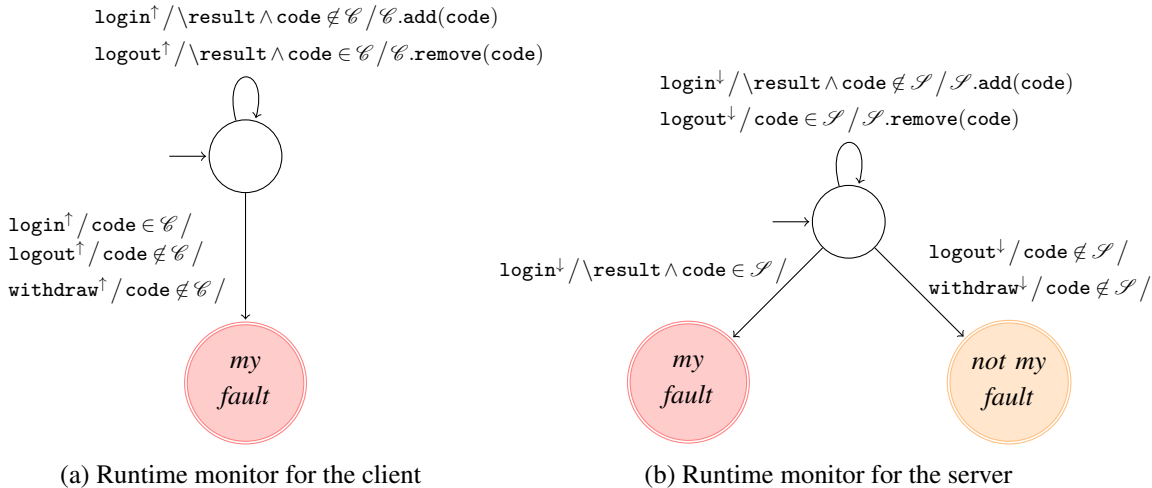 login↑/\result ∧ code ∉ 𝒞/𝒞.add(code)
logout↑/\result ∧ code ∈ 𝒞/𝒞.remove(code)
login↑/code ∈ 𝒞/
logout↑/code ∉ 𝒞/
withdraw↑/code ∉ 𝒞/
my
fault
(a) Runtime monitor for the client
login↓/\result ∧ code ∉ 𝒮/𝒮.add(code)
logout↓/code ∈ 𝒮/𝒮.remove(code)
login↓/\result ∧ code ∈ 𝒮/
logout↓/code ∉ 𝒮/
withdraw↓/code ∉ 𝒮/
my
fault
not my
fault
(b) Runtime monitor for the server